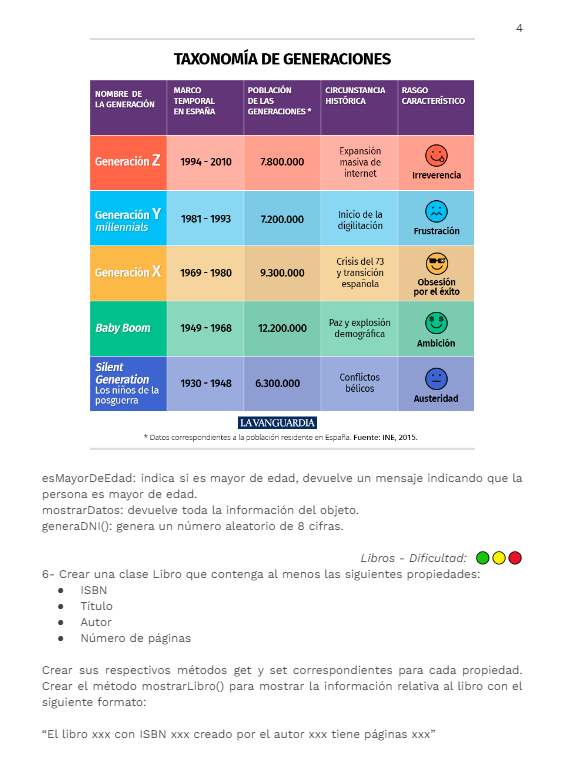 4
TAXONOMÍA DE GENERACIONES
NOMBRE DE
LA GENERACIÓN
MARCO
TEMPORAL
EN ESPAÑA
POBLACIÓN
DE LAS
GENERACIONES *
CIRCUNSTANCIA
HISTÓRICA
RASGO
CARACTERÍSTICO
Generación Z
1994 - 2010
7.800.000
Expansión
masiva de
internet
Irreverencia
Generación Y
millennials
1981 - 1993
7.200.000
Inicio de la
digilitación
Frustración
Generación X
1969 - 1980
9.300.000
Crisis del 73
y transición
española
Obsesión
por el éxito
Baby Boom
1949 - 1968
12.200.000
Paz y explosión
demográfica
Ambición
Silent
Generation
Los niños de la
posguerra
1930 - 1948
6.300.000
Conflictos
bélicos
Austeridad
LA VANGUARDIA
* Datos correspondientes a la población residente en España. Fuente: INE, 2015.
esMayorDeEdad: indica si es mayor de edad, devuelve un mensaje indicando que la
persona es mayor de edad.
mostrarDatos: devuelve toda la información del objeto.
generaDNI(): genera un número aleatorio de 8 cifras.
Libros - Dificultad:
6- Crear una clase Libro que contenga al menos las siguientes propiedades:
● ISBN
● Título
● Autor
● Número de páginas
Crear sus respectivos métodos get y set correspondientes para cada propiedad.
Crear el método mostrarLibro() para mostrar la información relativa al libro con el
siguiente formato:
“El libro xxx con ISBN xxx creado por el autor xxx tiene páginas xxx”